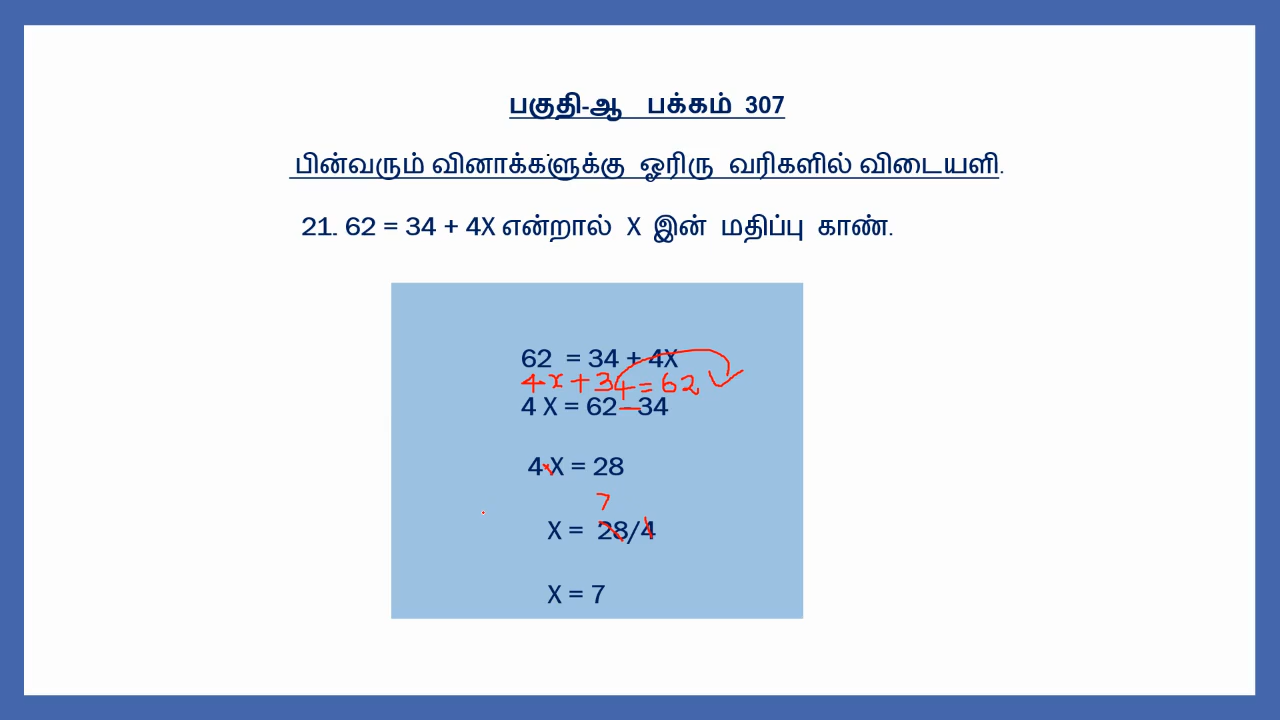 பகுதி-ஆ பக்கம் 307
பின்வரும் வினாக்களுக்கு ஓரிரு வரிகளில் விடையளி.
21. 62 = 34 + 4X என்றால் X இன் மதிப்பு காண்.
62 = 34 + 4X
4x + 34 = 62
4 X = 62 – 34
4 X = 28
7
X = 28/4
X = 7